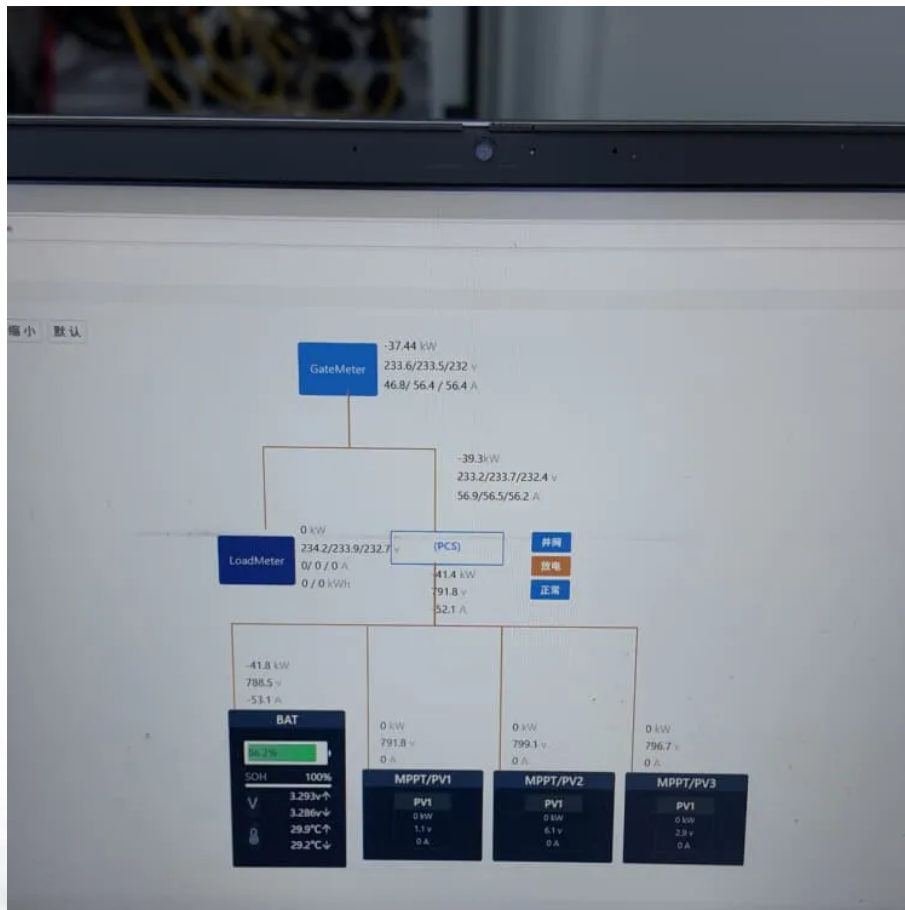 缩小 默认
GateMeter
-37.44 kW
233.6/233.5/232 v
46.8/ 56.4 / 56.4 A
-39.3kW
233.2/233.7/232.4 v
56.9/56.5/56.2 A
LoadMeter
0 kW
234.2/233.9/232.7 v
0/ 0 / 0 A
0 / 0 kWh
(PCS)
并网
放电
正常
-41.4 kW
791.8 v
-52.1 A
-41.8 kW
788.5 v
-53.1 A
BAT
SOH 100%
V
3.293v↑
3.286v↓
29.9°C↑
29.2°C↓
0 kW
791.8 v
0 A
MPPT/PV1
PV1
0 kW
1.1 v
0 A
0 kW
799.1 v
0 A
MPPT/PV2
PV1
0 kW
6.1 v
0 A
0 kW
796.7 v
0 A
MPPT/PV3
PV1
0 kW
2.9 v
0 A